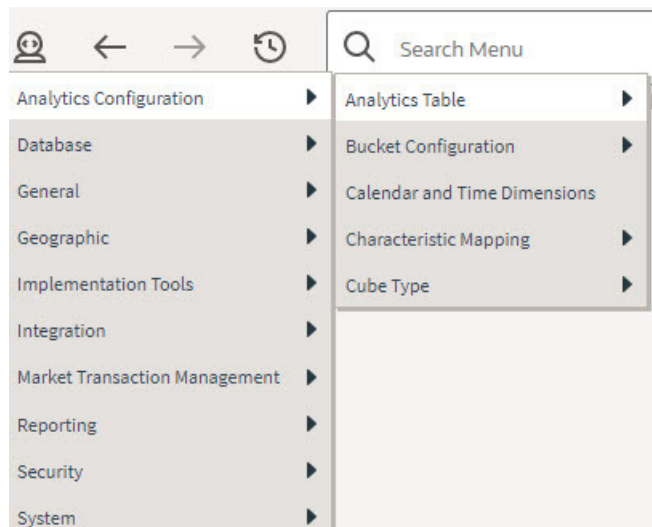 Search Menu
Analytics Configuration
Database
General
Geographic
Implementation Tools
Integration
Market Transaction Management
Reporting
Security
System
Analytics Table
Bucket Configuration
Calendar and Time Dimensions
Characteristic Mapping
Cube Type